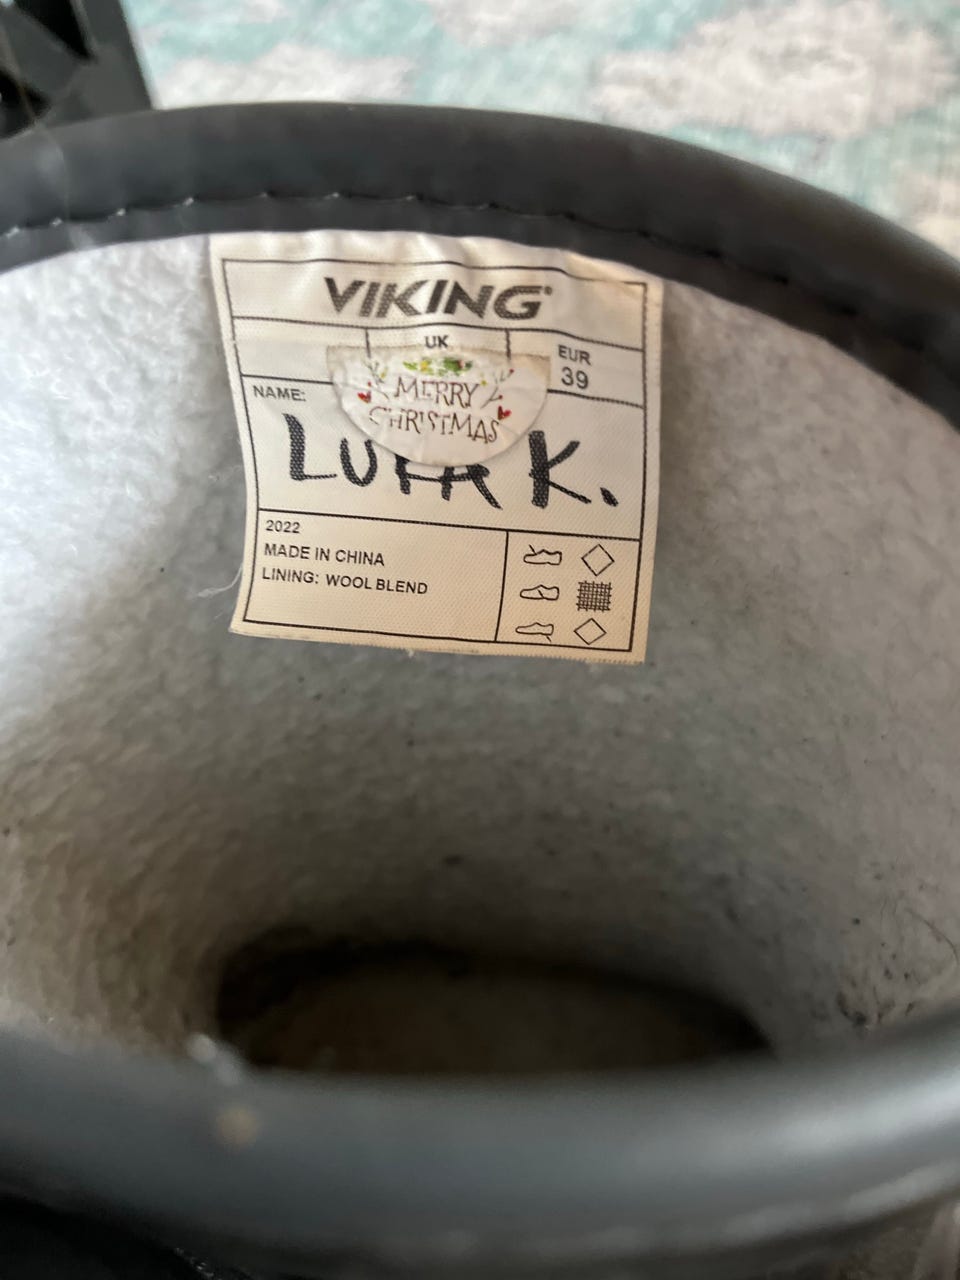 VIKING®
UK EUR
39
NAME:
MERRY
CHRISTMAS
K.
2022
MADE IN CHINA
LINING: WOOL BLEND